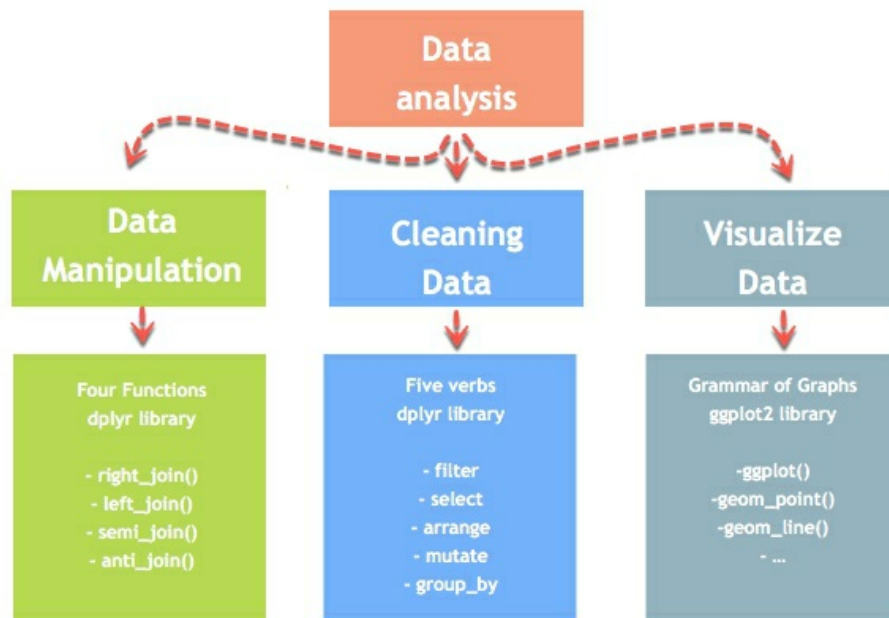 Data
analysis
Data
Manipulation
Cleaning
Data
Visualize
Data
Four Functions
dplyr library
- right_join()
- left_join()
- semi_join()
- anti_join()
Five verbs
dplyr library
- filter
- select
- arrange
- mutate
- group_by
Grammar of Graphs
ggplot2 library
-ggplot()
-geom_point()
-geom_line()
- ...